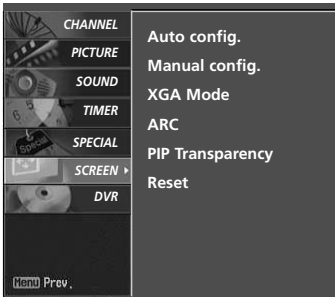 CHANNEL
PICTURE
SOUND
TIMER
SPECIAL
SCREEN
DVR
Menu Prev.
Auto config.
Manual config.
XGA Mode
ARC
PIP Transparency
Reset